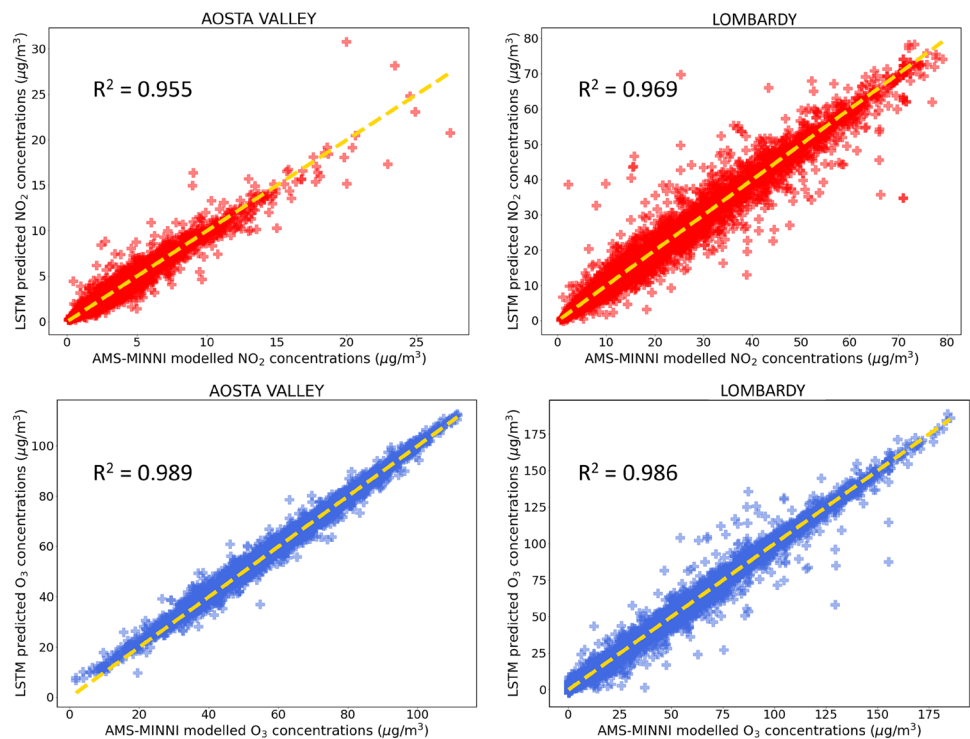 AOSTA VALLEY
LSTM predicted NO₂ concentrations (μg/m³)
30
25
20
15
10
5
0
R² = 0.955
0 5 10 15 20 25
AMS-MINNI modelled NO₂ concentrations (μg/m³)
LOMBARDY
LSTM predicted NO₂ concentrations (μg/m³)
80
70
60
50
40
30
20
10
0
R² = 0.969
0 10 20 30 40 50 60 70 80
AMS-MINNI modelled NO₂ concentrations (μg/m³)
AOSTA VALLEY
LSTM predicted O₃ concentrations (μg/m³)
100
80
60
40
20
0
R² = 0.989
0 20 40 60 80 100
AMS-MINNI modelled O₃ concentrations (μg/m³)
LOMBARDY
LSTM predicted O₃ concentrations (μg/m³)
175
150
125
100
75
50
25
0
R² = 0.986
0 25 50 75 100 125 150 175
AMS-MINNI modelled O₃ concentrations (μg/m³)